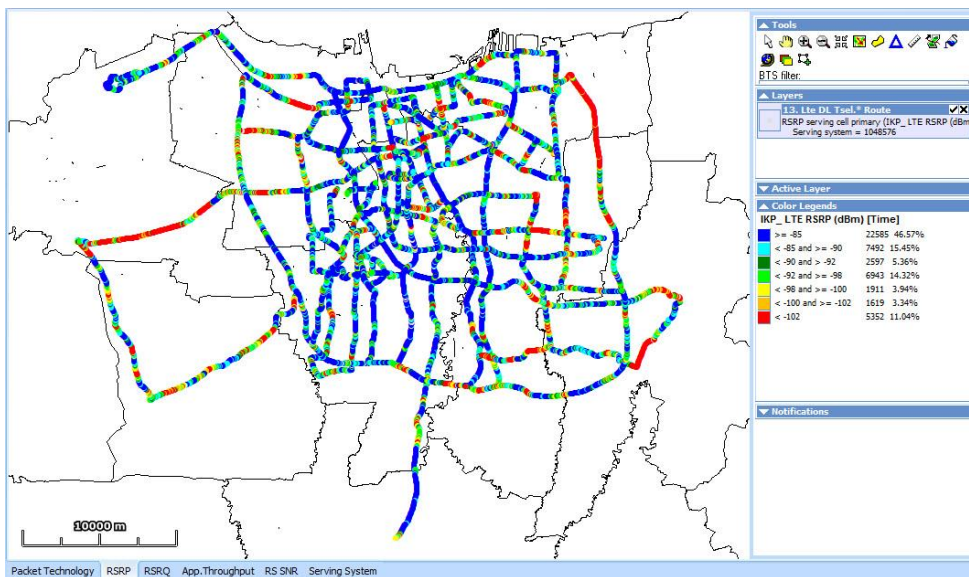 Tools
BTS filter:
Layers
13. Lte DL Tsel.* Route
RSRP serving cell primary (IKP_ LTE RSRP (dBm
Serving system = 1048576
Active Layer
Color Legends
IKP_ LTE RSRP (dBm) [Time]
>= -85 22585 46.57%
< -85 and >= -90 7492 15.45%
< -90 and > -92 2597 5.36%
< -92 and >= -98 6943 14.32%
< -98 and >= -100 1911 3.94%
< -100 and >= -102 1619 3.34%
< -102 5352 11.04%
Notifications
10000 m
Packet Technology RSRP RSRQ App.Throughput RS SNR Serving System